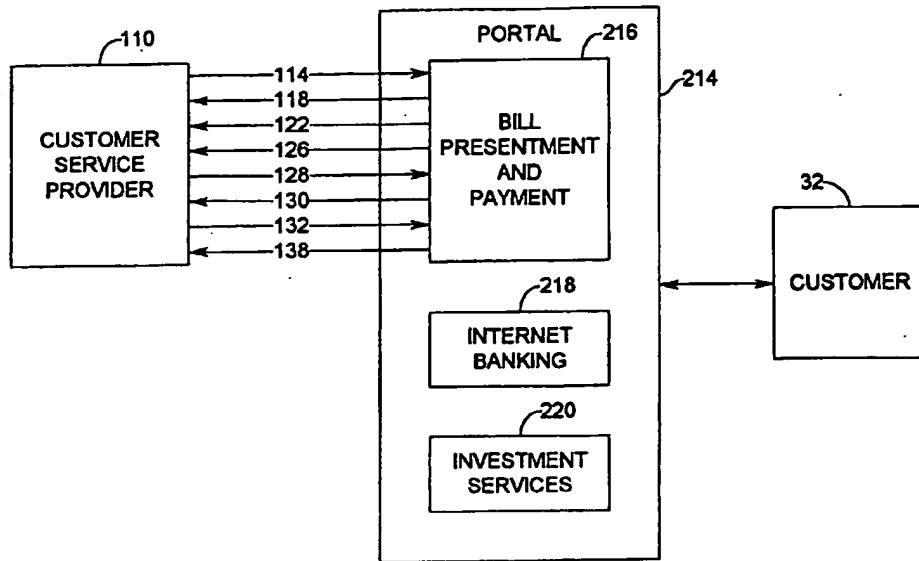 PORTAL
110
216
214
CUSTOMER
SERVICE
PROVIDER
114
118
122
126
128
130
132
138
BILL
PRESENTMENT
AND
PAYMENT
32
CUSTOMER
218
INTERNET
BANKING
220
INVESTMENT
SERVICES